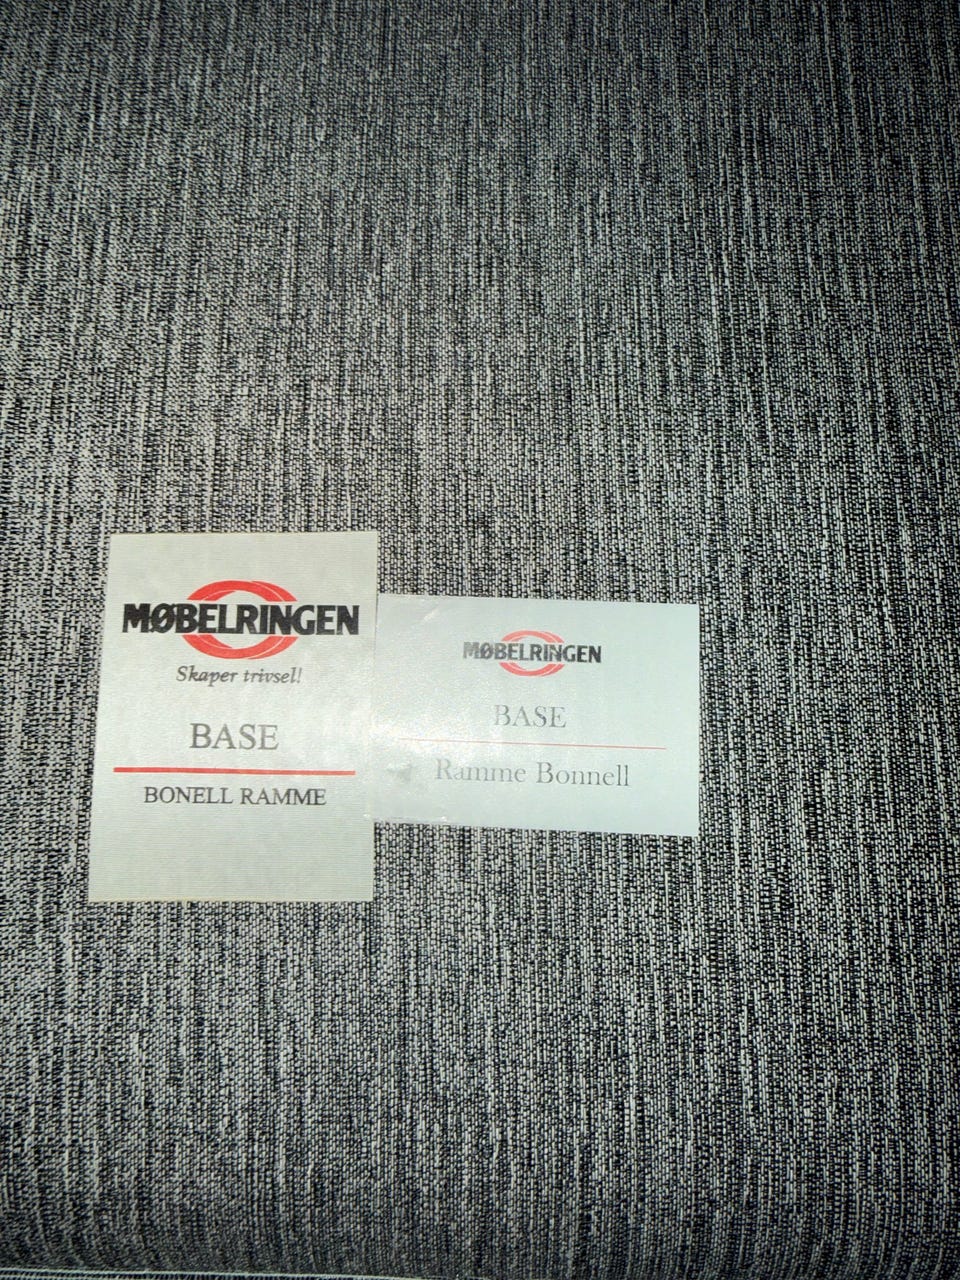 MØBELRINGEN
Skaper trivsel!
BASE
BONELL RAMME
MØBELRINGEN
BASE
Ramme Bonnell